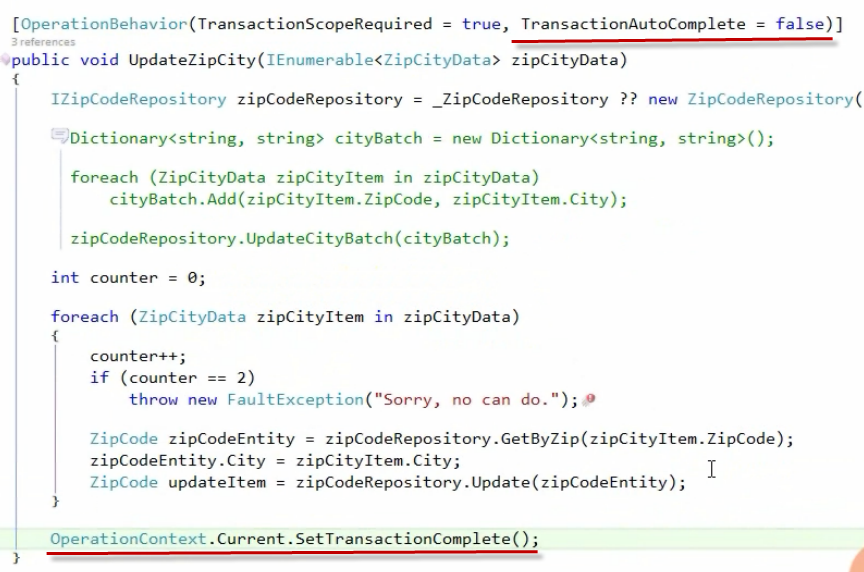 [OperationBehavior(TransactionScopeRequired = true, TransactionAutoComplete = false)]
3 references
public void UpdateZipCity(IEnumerable<ZipCityData> zipCityData)
{
IZipCodeRepository zipCodeRepository = _ZipCodeRepository ?? new ZipCodeRepository(
Dictionary<string, string> cityBatch = new Dictionary<string, string>();
foreach (ZipCityData zipCityItem in zipCityData)
cityBatch.Add(zipCityItem.ZipCode, zipCityItem.City);
zipCodeRepository.UpdateCityBatch(cityBatch);
int counter = 0;
foreach (ZipCityData zipCityItem in zipCityData)
{
counter++;
if (counter == 2)
throw new FaultException("Sorry, no can do.");
ZipCode zipCodeEntity = zipCodeRepository.GetByZip(zipCityItem.ZipCode);
zipCodeEntity.City = zipCityItem.City;
ZipCode updateItem = zipCodeRepository.Update(zipCodeEntity);
}
OperationContext.Current.SetTransactionComplete();
}